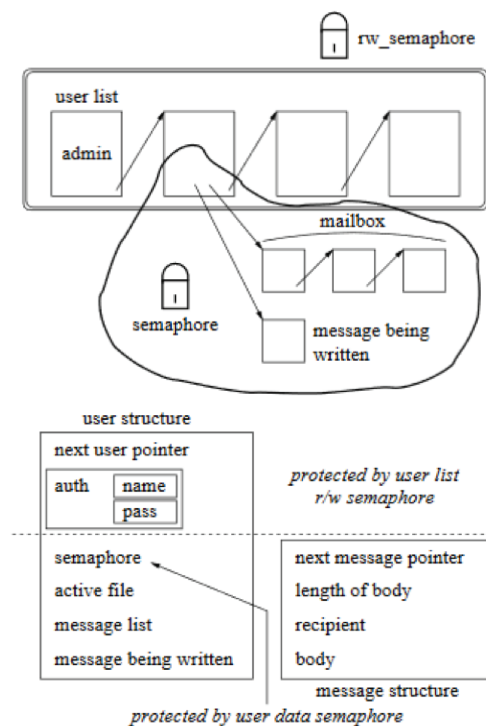 rw_semaphore
user list
admin
mailbox
semaphore
message being
written
user structure
next user pointer
auth
name
pass
protected by user list
r/w semaphore
semaphore
active file
message list
message being written
next message pointer
length of body
recipient
body
message structure
protected by user data semaphore